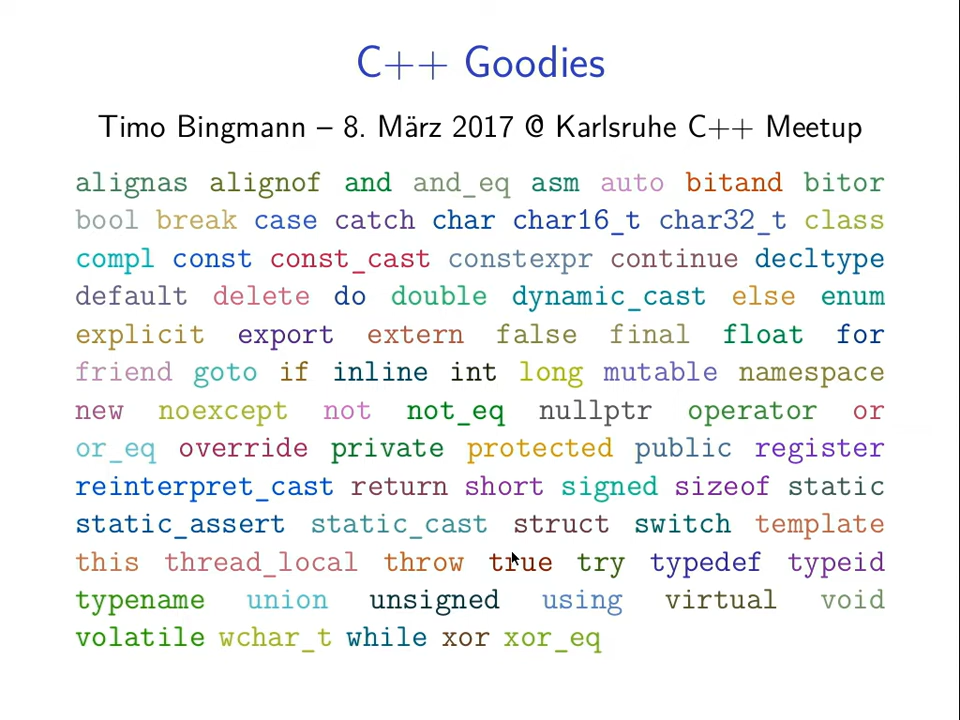 C++ Goodies
Timo Bingmann – 8. März 2017 @ Karlsruhe C++ Meetup
alignas alignof and and_eq asm auto bitand bitor
bool break case catch char char16_t char32_t class
compl const const_cast constexpr continue decltype
default delete do double dynamic_cast else enum
explicit export extern false final float for
friend goto if inline int long mutable namespace
new noexcept not not_eq nullptr operator or
or_eq override private protected public register
reinterpret_cast return short signed sizeof static
static_assert static_cast struct switch template
this thread_local throw true try typedef typeid
typename union unsigned using virtual void
volatile wchar_t while xor xor_eq